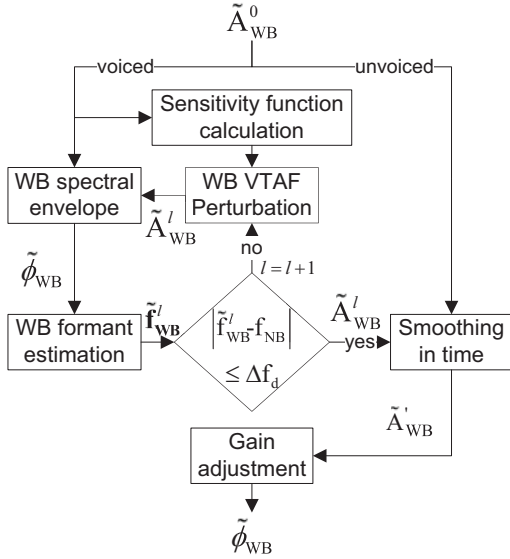 Ã⁰_WB
voiced
unvoiced
Sensitivity function
calculation
WB spectral
envelope
WB VTAF
Perturbation
Ã^l_WB
no
l = l+1
ϕ̃_WB
WB formant
estimation
f̃^l_WB
|f̃^l_WB-f_NB|
≤ Δf_d
Ã^l_WB
yes
Smoothing
in time
Ã'_WB
Gain
adjustment
ϕ̃_WB